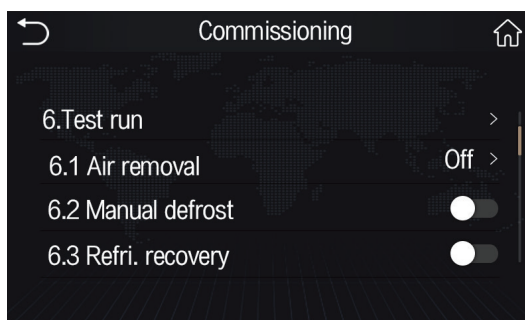 Commissioning
6.Test run >
6.1 Air removal Off >
6.2 Manual defrost
6.3 Refri. recovery